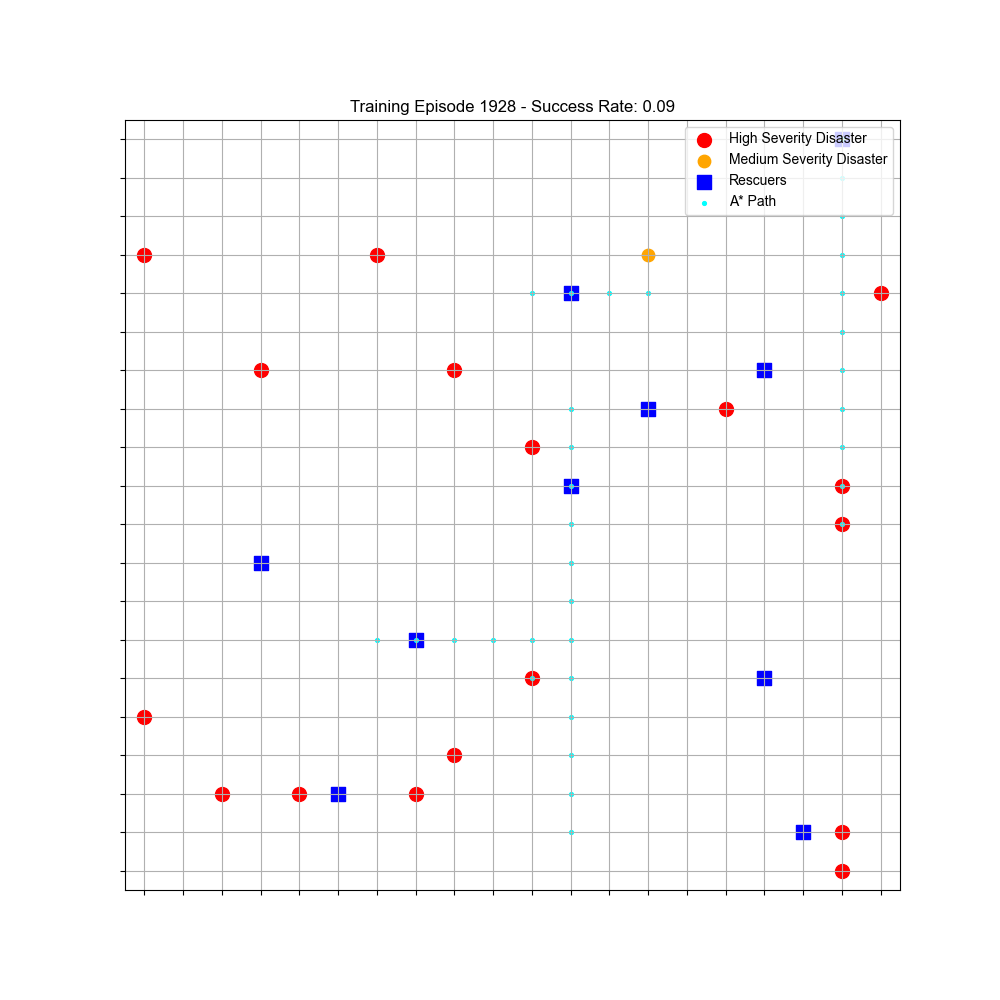 Training Episode 1928 - Success Rate: 0.09
High Severity Disaster
Medium Severity Disaster
Rescuers
A* Path